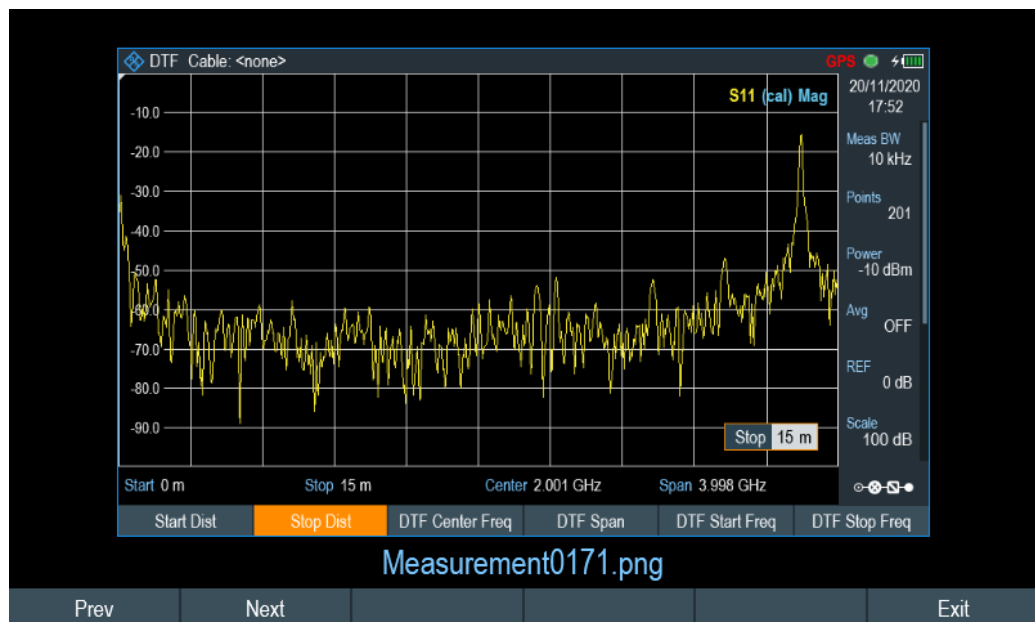 DTF Cable: <none>
GPS
S11 (cal) Mag
20/11/2020
17:52
-10.0
-20.0
-30.0
-40.0
-50.0
-60.0
-70.0
-80.0
-90.0
Meas BW
10 kHz
Points
201
Power
-10 dBm
Avg
OFF
REF
0 dB
Scale
100 dB
Stop 15 m
Start 0 m Stop 15 m Center 2.001 GHz Span 3.998 GHz
Start Dist Stop Dist DTF Center Freq DTF Span DTF Start Freq DTF Stop Freq
Measurement0171.png
Prev Next Exit